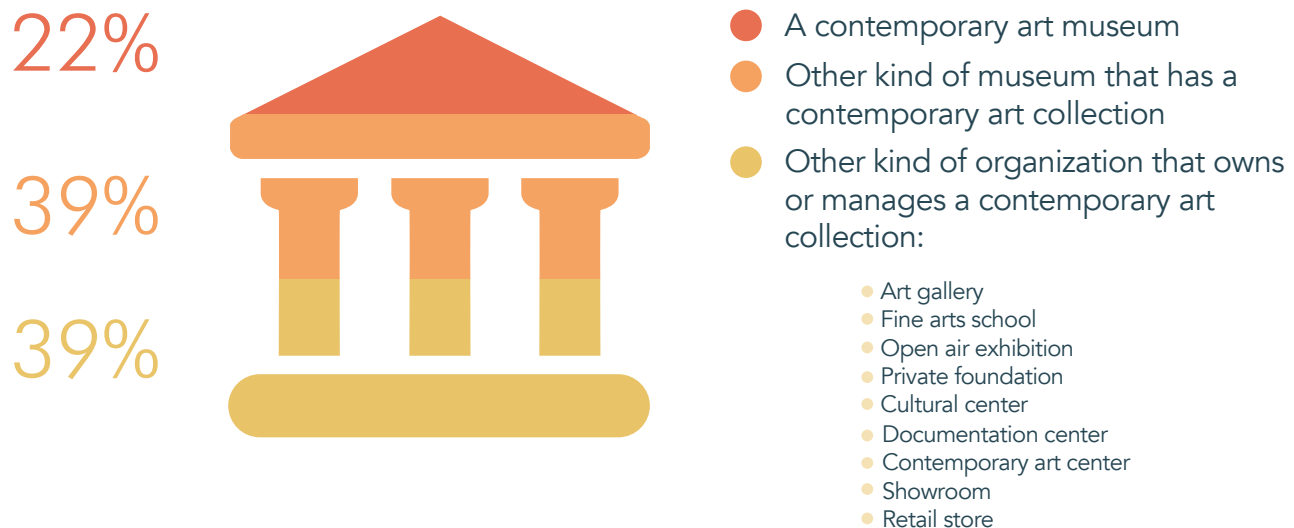 22%
39%
39%
A contemporary art museum
Other kind of museum that has a
contemporary art collection
Other kind of organization that owns
or manages a contemporary art
collection:
Art gallery
Fine arts school
Open air exhibition
Private foundation
Cultural center
Documentation center
Contemporary art center
Showroom
Retail store